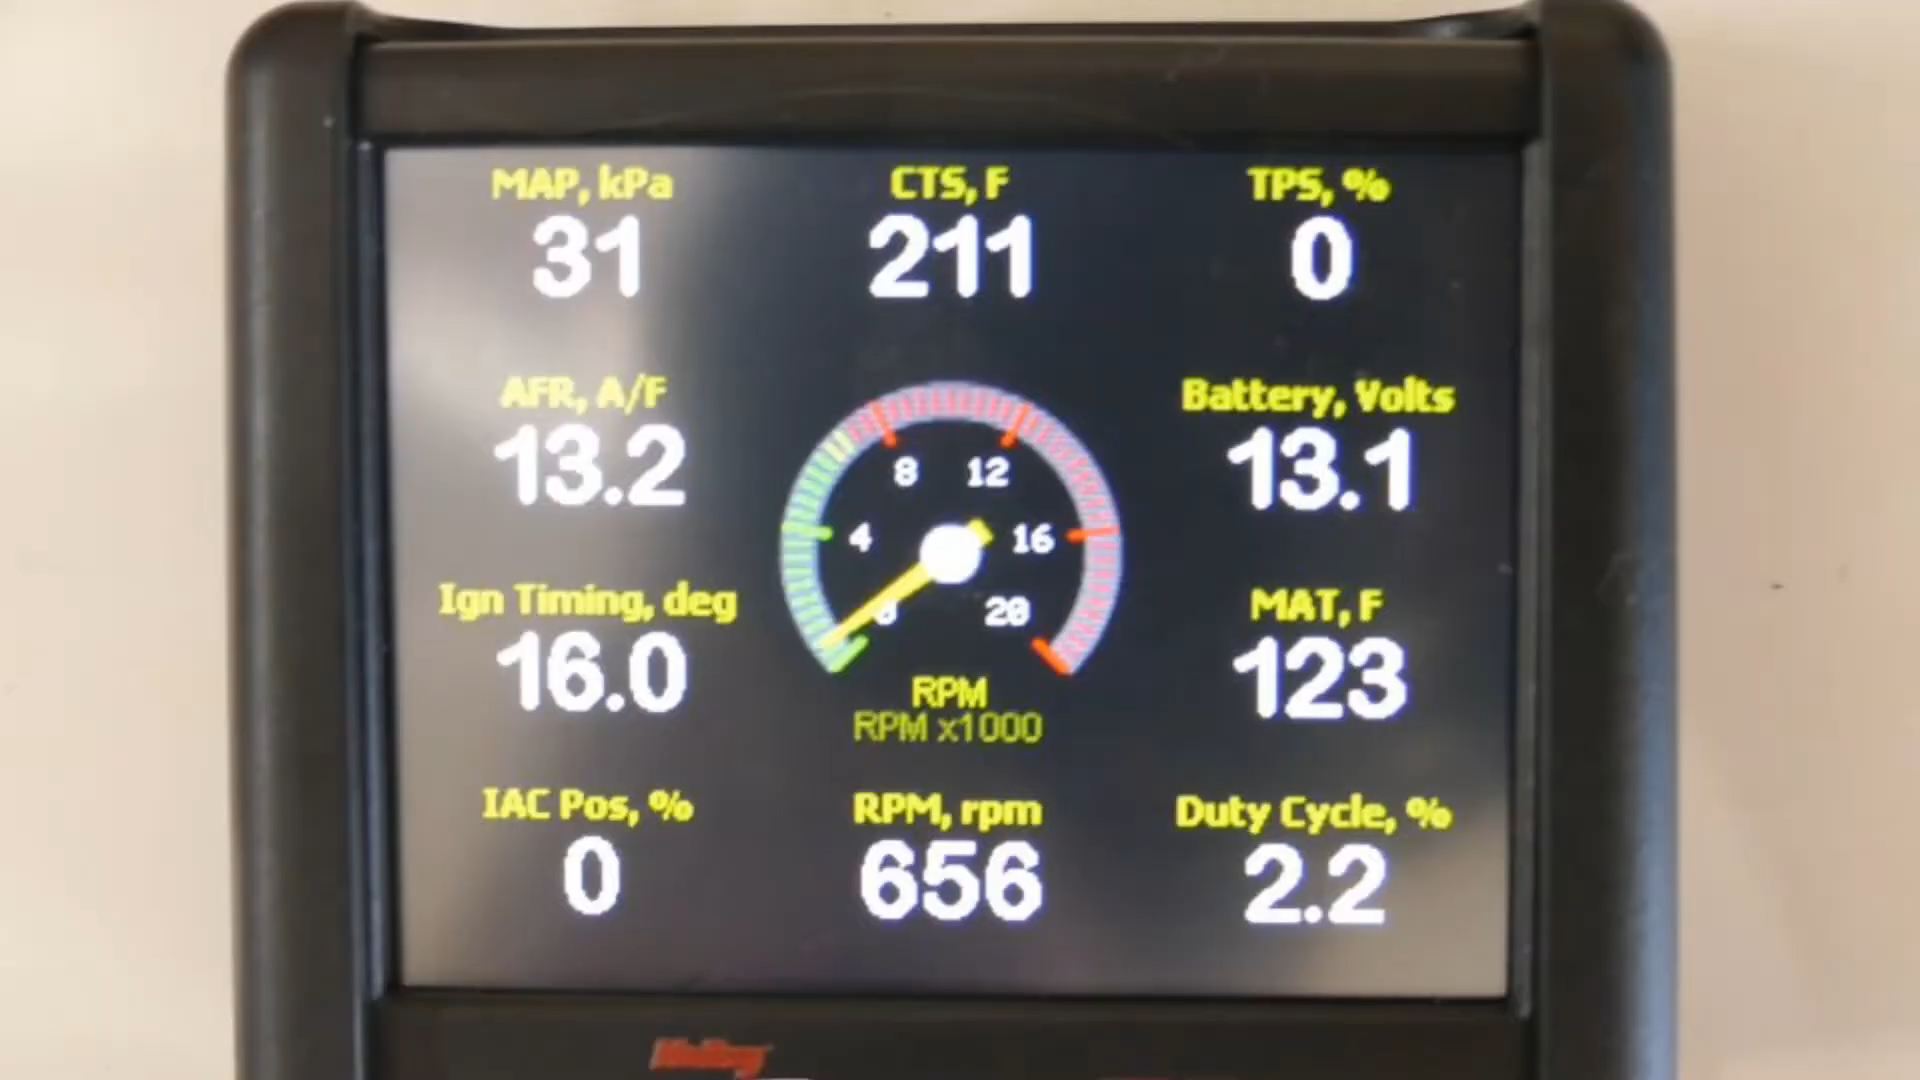 MAP, kPa
31
CTS, F
211
TPS, %
0
AFR, A/F
13.2
8 12
4 16
0 20
RPM
RPM x1000
Battery, Volts
13.1
Ign Timing, deg
16.0
MAT, F
123
IAC Pos, %
0
RPM, rpm
656
Duty Cycle, %
2.2
Holley